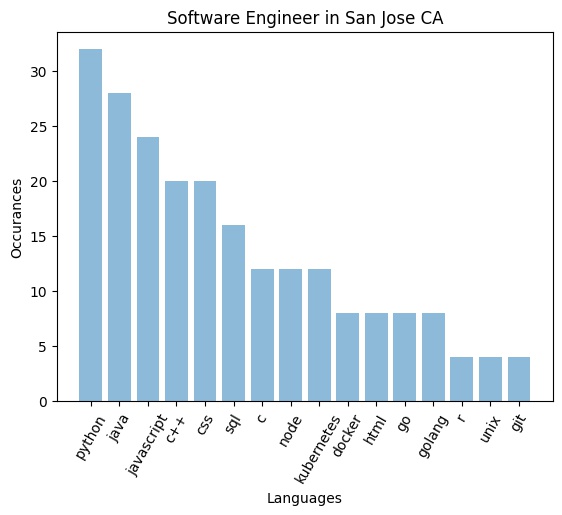 Software Engineer in San Jose CA
Occurances
30
25
20
15
10
5
0
python
java
javascript
c++
css
sql
c
node
kubernetes
docker
html
go
golang
r
unix
git
Languages